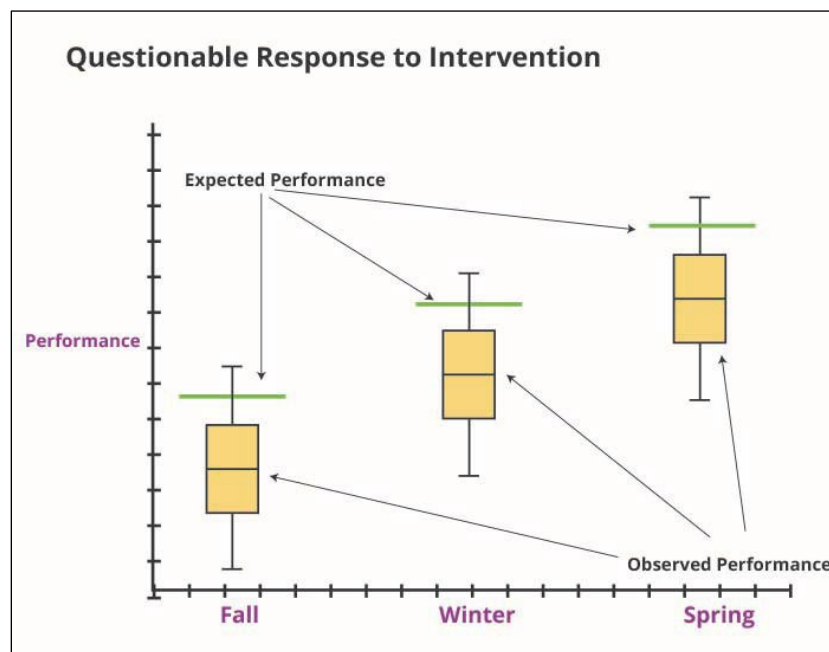 Questionable Response to Intervention
Expected Performance
Performance
Observed Performance
Fall
Winter
Spring